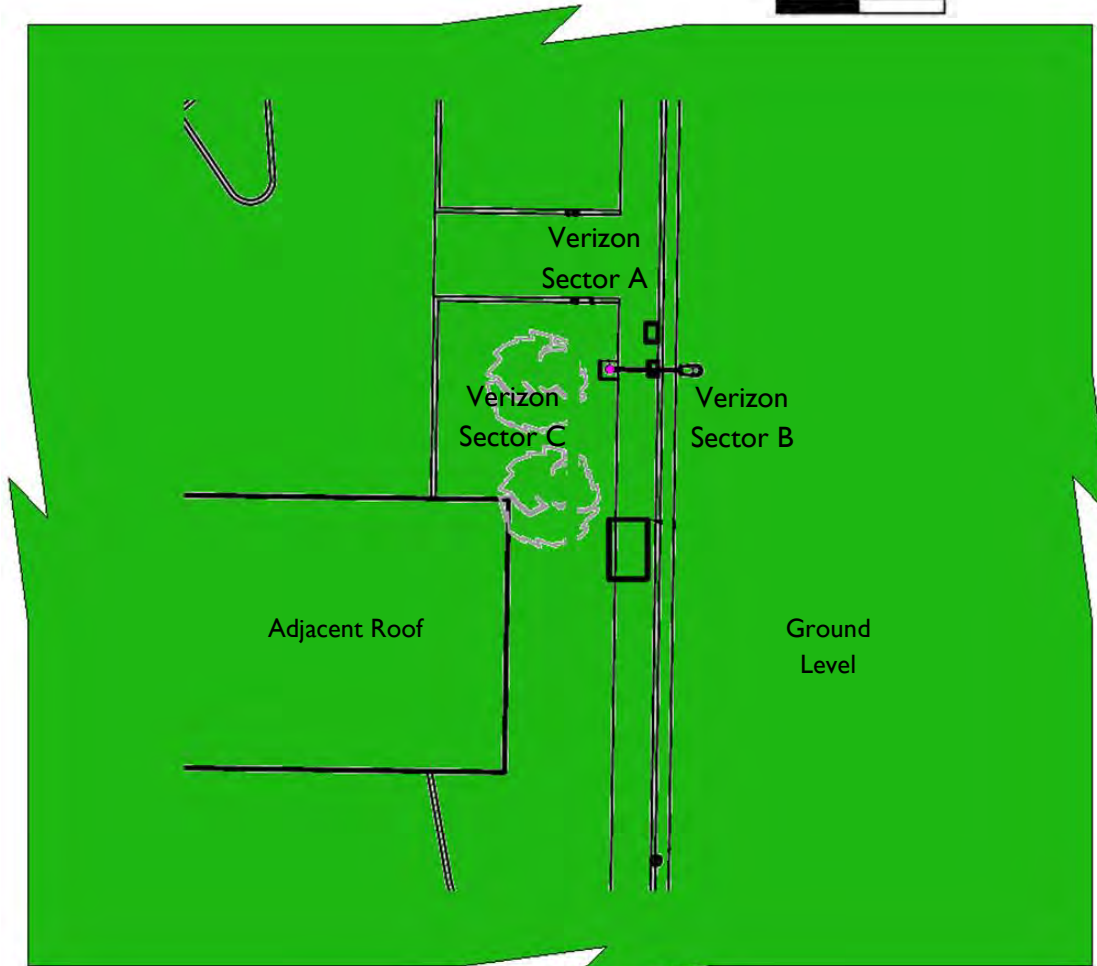 Verizon
Sector A
Verizon
Sector C
Verizon
Sector B
Adjacent Roof
Ground
Level